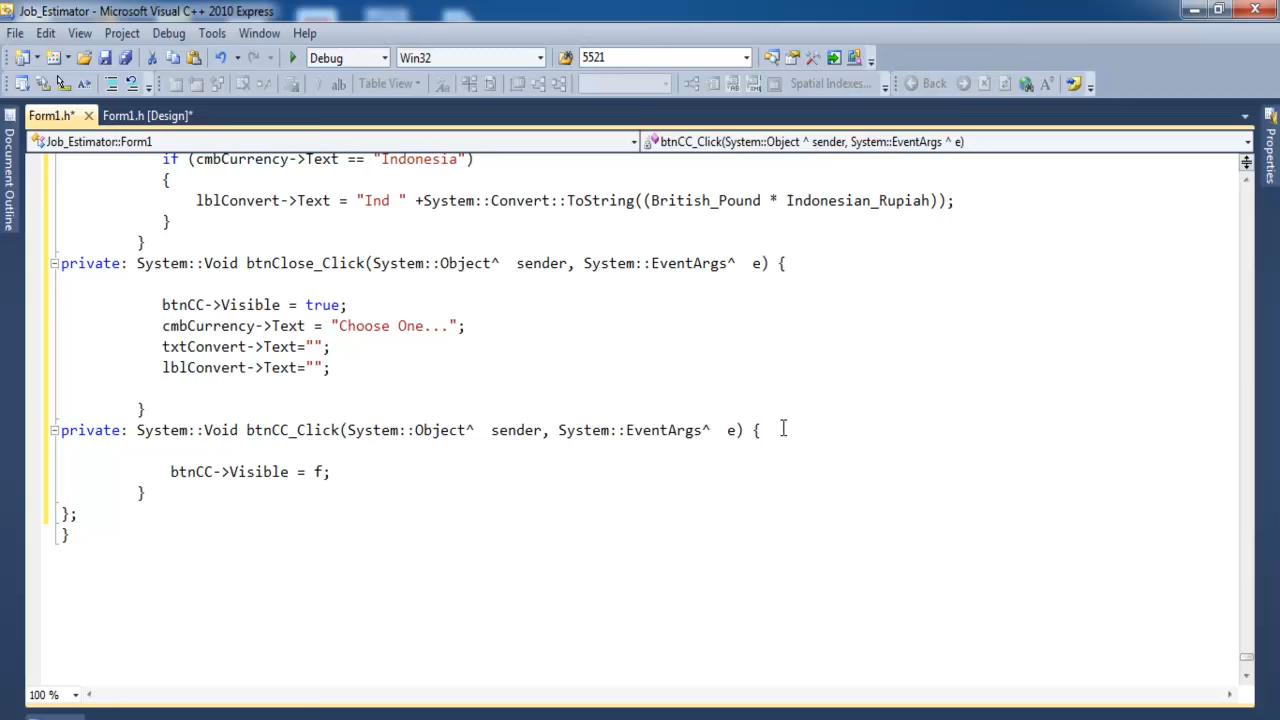 Job_Estimator - Microsoft Visual C++ 2010 Express
File Edit View Project Debug Tools Window Help
Debug Win32 5521
Table View Spatial Indexes... Back
Form1.h* Form1.h [Design]*
Job_Estimator::Form1 btnCC_Click(System::Object ^ sender, System::EventArgs ^ e)
Document Outline
Properties
if (cmbCurrency->Text == "Indonesia")
{
lblConvert->Text = "Ind " +System::Convert::ToString((British_Pound * Indonesian_Rupiah));
}
}
private: System::Void btnClose_Click(System::Object^  sender, System::EventArgs^  e) {
btnCC->Visible = true;
cmbCurrency->Text = "Choose One...";
txtConvert->Text="";
lblConvert->Text="";
}
private: System::Void btnCC_Click(System::Object^  sender, System::EventArgs^  e) {
btnCC->Visible = f;
}
};
}
100 %